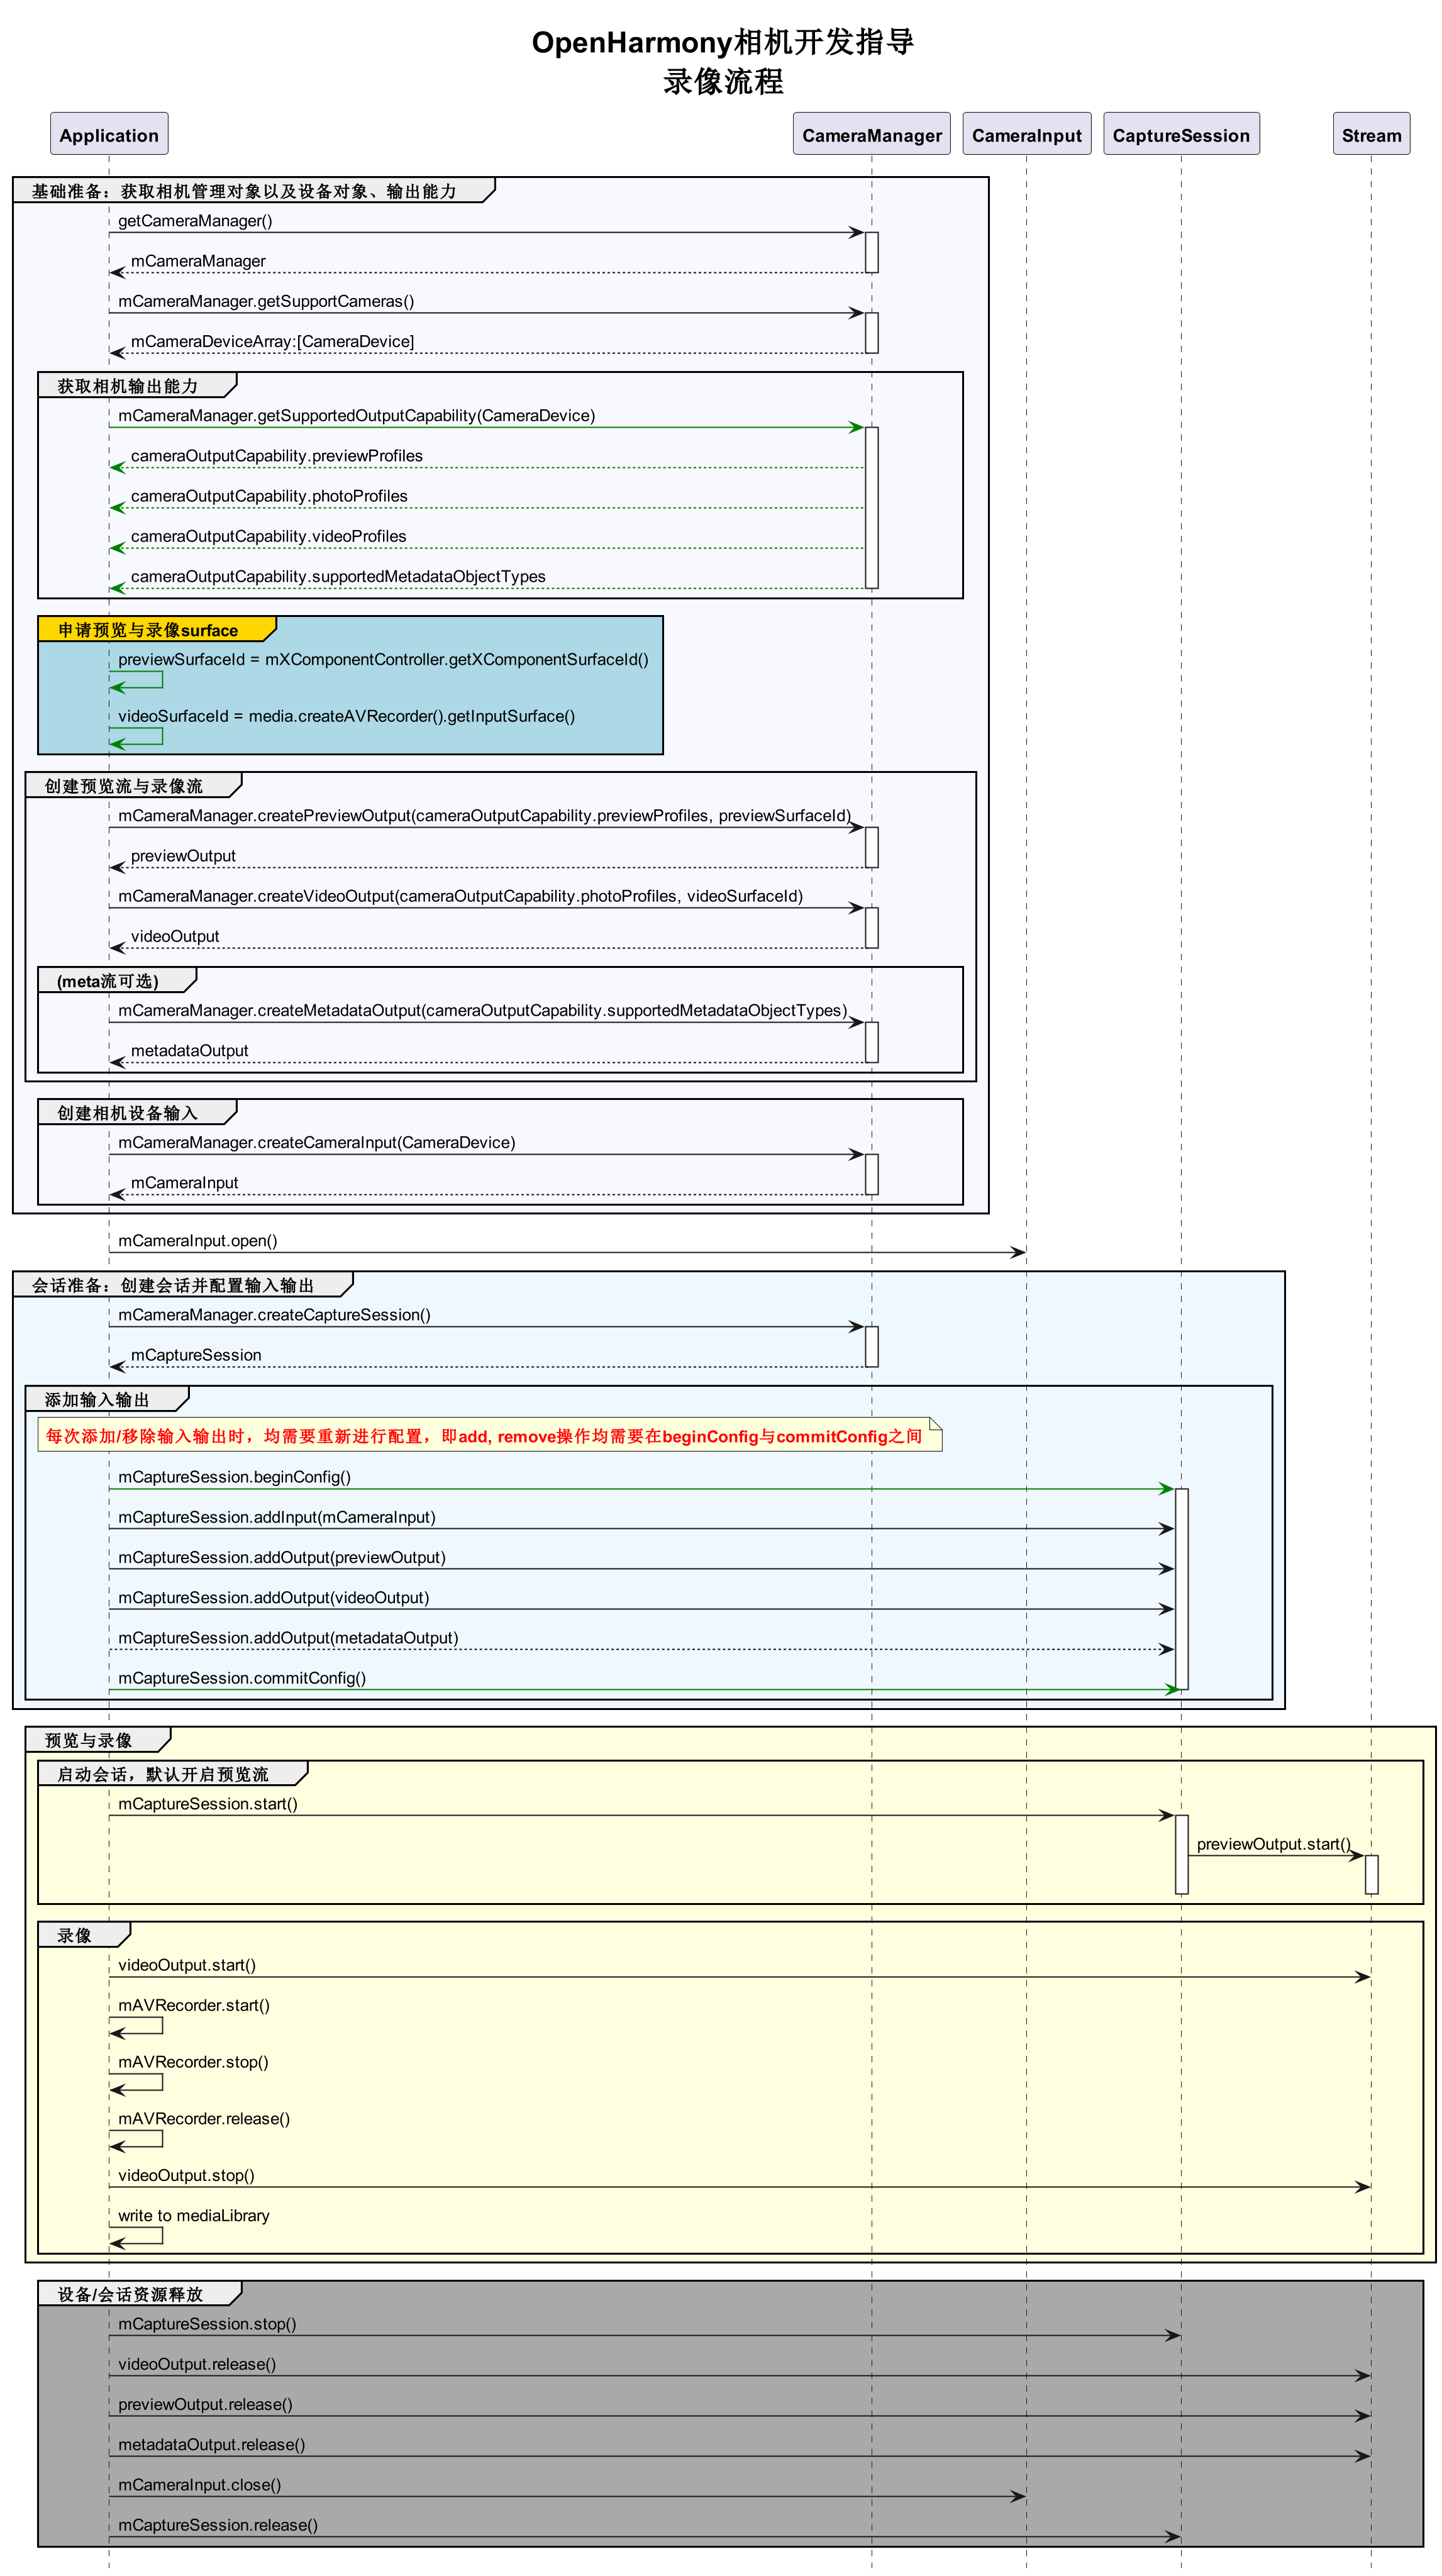 OpenHarmony相机开发指导
录像流程
Application
CameraManager
CameraInput
CaptureSession
Stream
基础准备：获取相机管理对象以及设备对象、输出能力
getCameraManager()
mCameraManager
mCameraManager.getSupportCameras()
mCameraDeviceArray:[CameraDevice]
获取相机输出能力
mCameraManager.getSupportedOutputCapability(CameraDevice)
cameraOutputCapability.previewProfiles
cameraOutputCapability.photoProfiles
cameraOutputCapability.videoProfiles
cameraOutputCapability.supportedMetadataObjectTypes
申请预览与录像surface
previewSurfaceId = mXComponentController.getXComponentSurfaceId()
videoSurfaceId = media.createAVRecorder().getInputSurface()
创建预览流与录像流
mCameraManager.createPreviewOutput(cameraOutputCapability.previewProfiles, previewSurfaceId)
previewOutput
mCameraManager.createVideoOutput(cameraOutputCapability.photoProfiles, videoSurfaceId)
videoOutput
(meta流可选)
mCameraManager.createMetadataOutput(cameraOutputCapability.supportedMetadataObjectTypes)
metadataOutput
创建相机设备输入
mCameraManager.createCameraInput(CameraDevice)
mCameraInput
mCameraInput.open()
会话准备：创建会话并配置输入输出
mCameraManager.createCaptureSession()
mCaptureSession
添加输入输出
每次添加/移除输入输出时，均需要重新进行配置，即add, remove操作均需要在beginConfig与commitConfig之间
mCaptureSession.beginConfig()
mCaptureSession.addInput(mCameraInput)
mCaptureSession.addOutput(previewOutput)
mCaptureSession.addOutput(videoOutput)
mCaptureSession.addOutput(metadataOutput)
mCaptureSession.commitConfig()
预览与录像
启动会话，默认开启预览流
mCaptureSession.start()
previewOutput.start()
录像
videoOutput.start()
mAVRecorder.start()
mAVRecorder.stop()
mAVRecorder.release()
videoOutput.stop()
write to mediaLibrary
设备/会话资源释放
mCaptureSession.stop()
videoOutput.release()
previewOutput.release()
metadataOutput.release()
mCameraInput.close()
mCaptureSession.release()